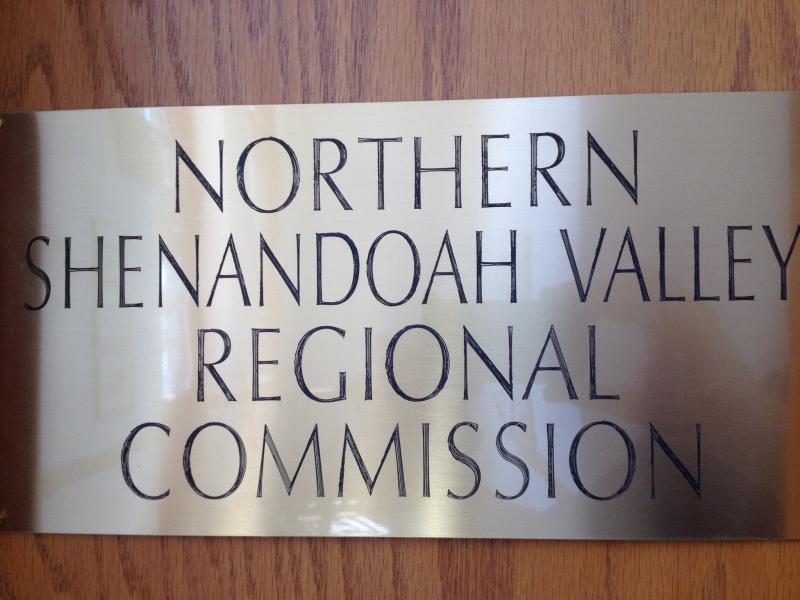 NORTHERN
SHENANDOAH VALLEY
REGIONAL
COMMISSION